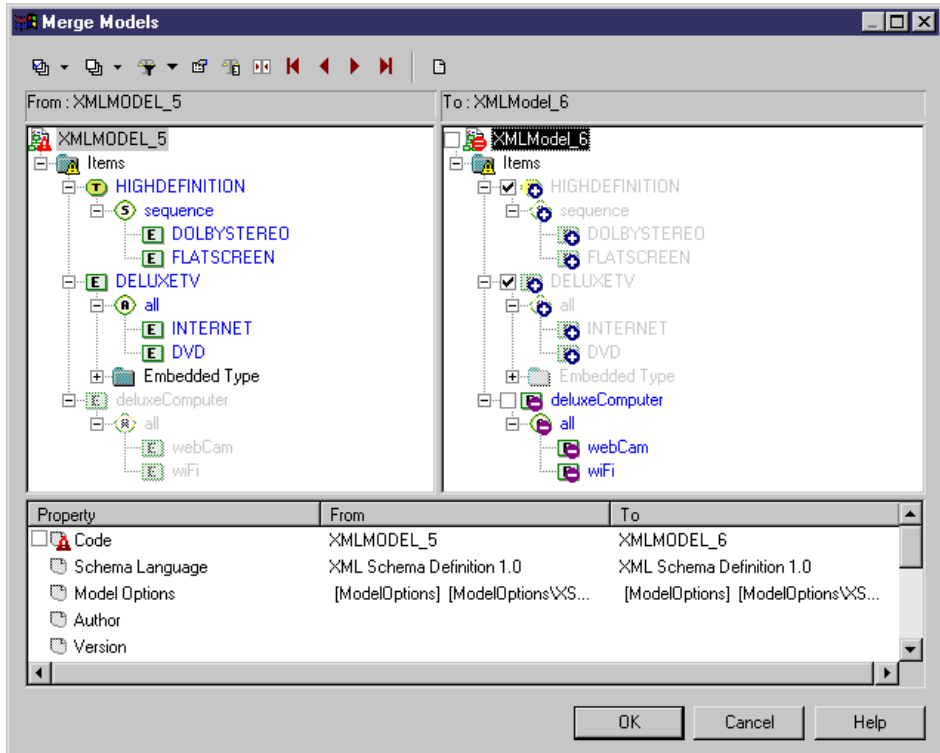 Merge Models
From : XMLMODEL_5
To : XMLModel_6
XMLMODEL_5
Items
T HIGHDEFINITION
S sequence
E DOLBYSTEREO
E FLATSCREEN
E DELUXETV
A all
E INTERNET
E DVD
Embedded Type
E deluxeComputer
A all
E webCam
E wiFi
XMLModel_6
Items
HIGHDEFINITION
sequence
DOLBYSTEREO
FLATSCREEN
DELUXETV
all
INTERNET
DVD
Embedded Type
deluxeComputer
all
webCam
wiFi
Property From To
Code XMLMODEL_5 XMLMODEL_6
Schema Language XML Schema Definition 1.0 XML Schema Definition 1.0
Model Options [ModelOptions] [ModelOptions\XS... [ModelOptions] [ModelOptions\XS...
Author
Version
OK Cancel Help